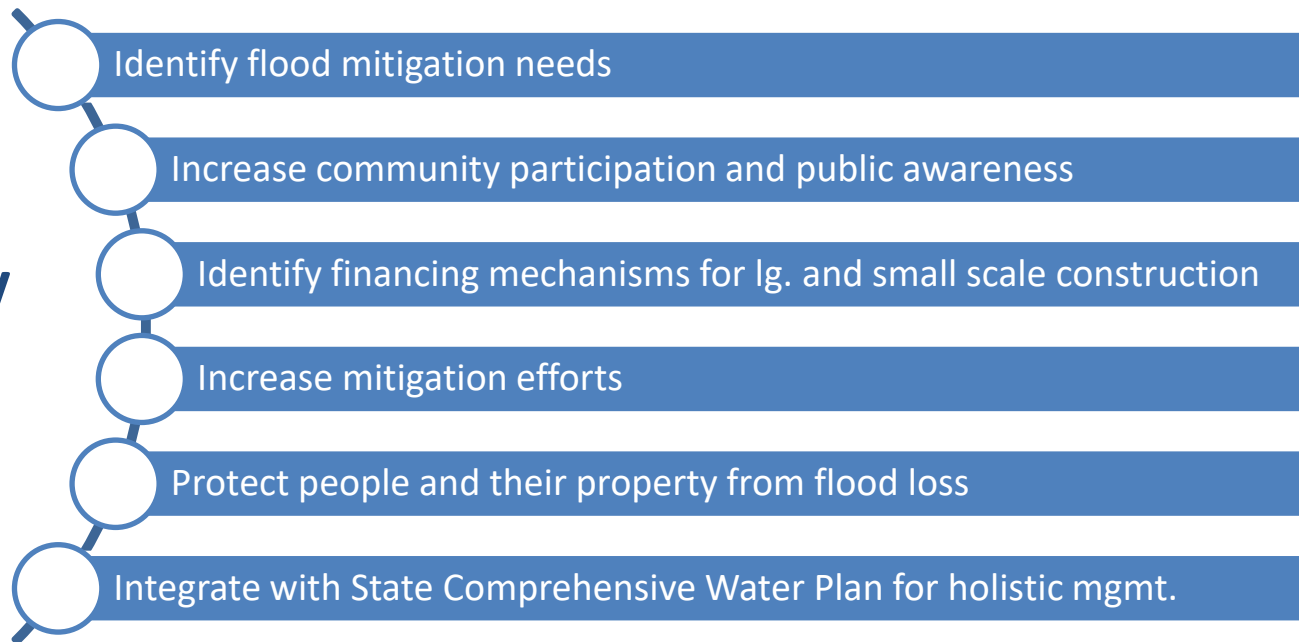 Identify flood mitigation needs
Increase community participation and public awareness
Identify financing mechanisms for lg. and small scale construction
Increase mitigation efforts
Protect people and their property from flood loss
Integrate with State Comprehensive Water Plan for holistic mgmt.